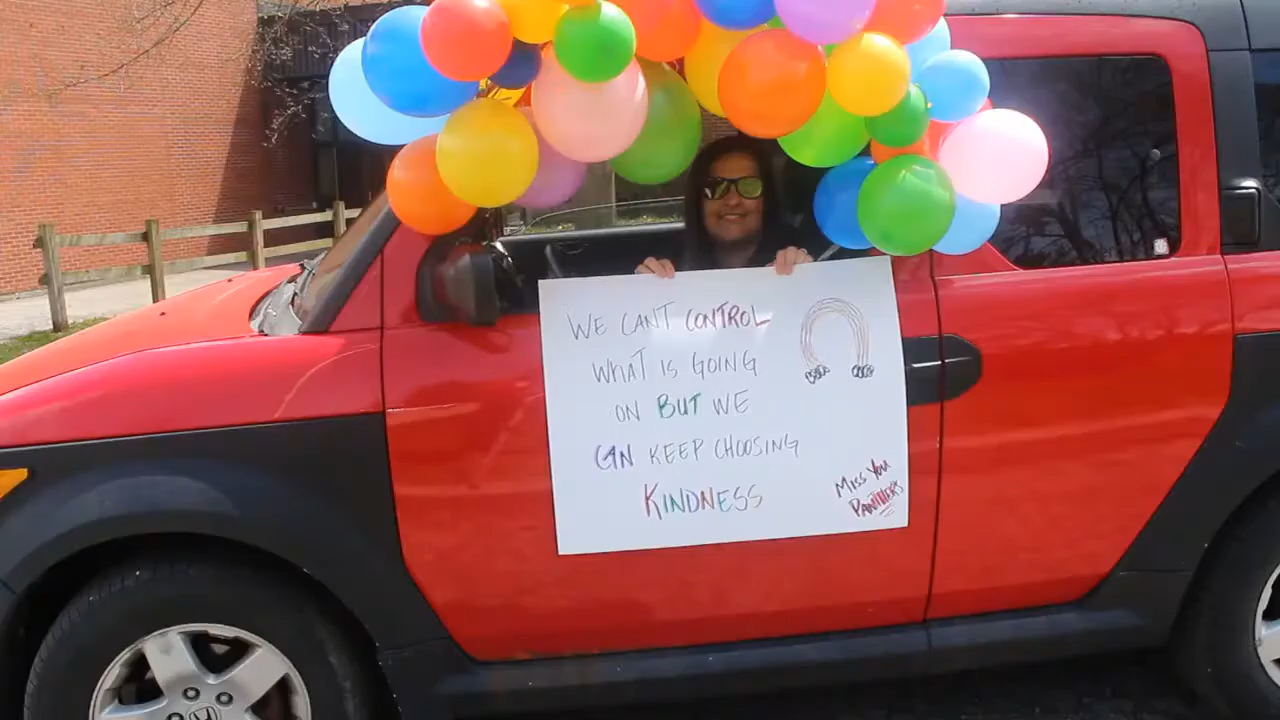 WE CANT CONTROL
WHAT IS GOING
ON BUT WE
CAN KEEP CHOOSING
KINDNESS
MISS YOU
PANTHERS